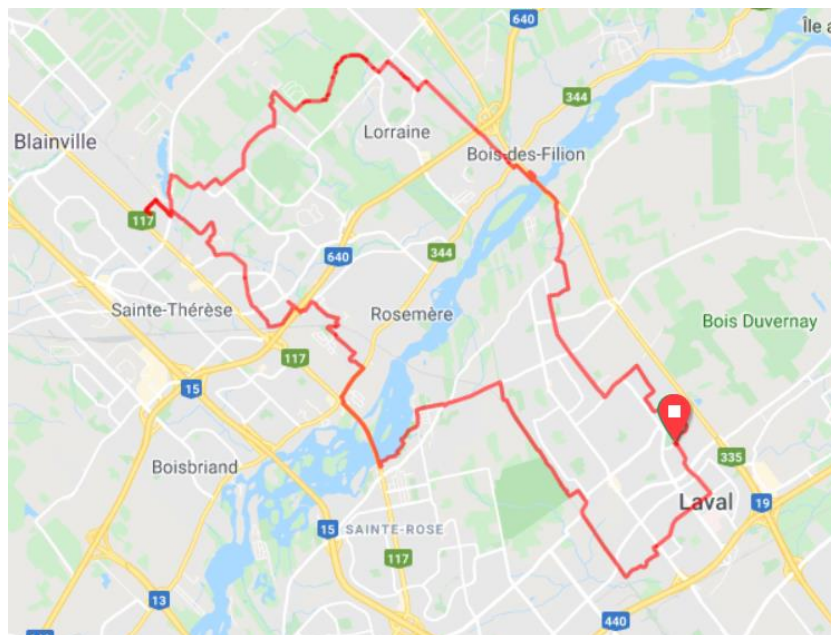 640
Île a
344
Lorraine
Blainville
Bois-des-Filion
117
344
640
Bois Duvernay
Sainte-Thérèse
Rosemère
117
15
335
Boisbriand
Laval
19
15
SAINTE-ROSE
117
13
440